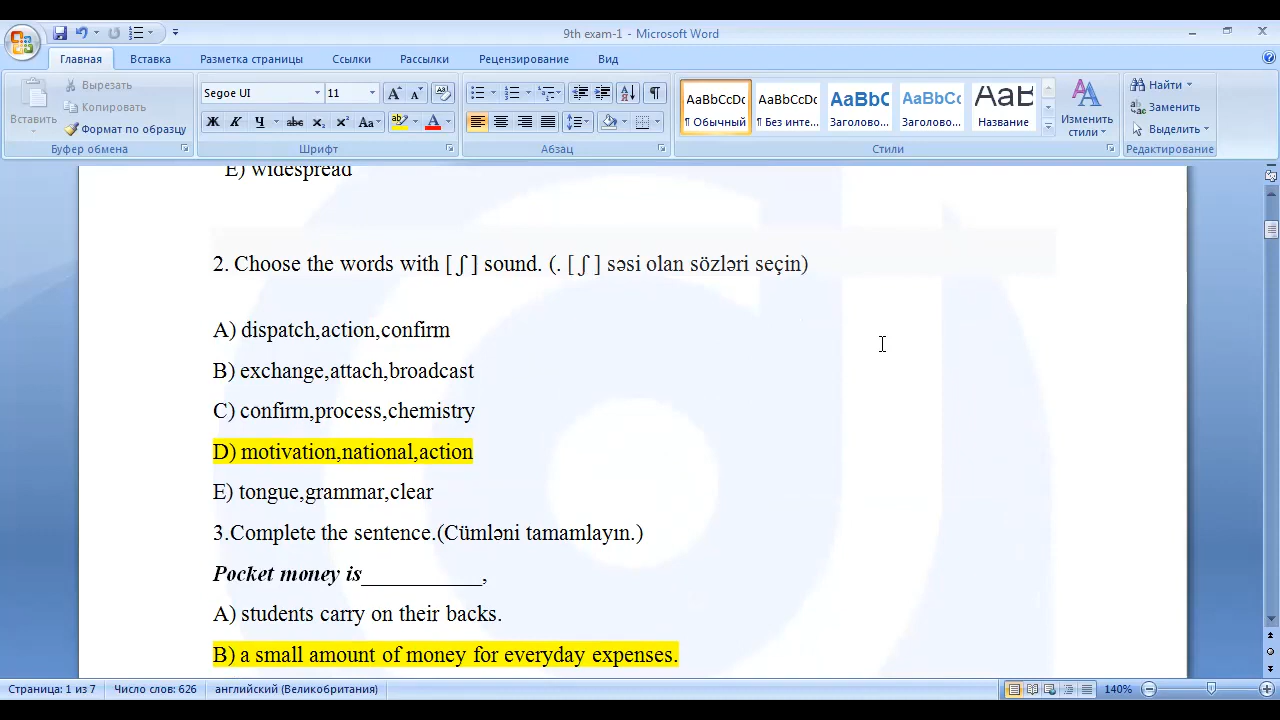 9th exam-1 - Microsoft Word
Главная Вставка Разметка страницы Ссылки Рассылки Рецензирование Вид
Вставить
Вырезать
Копировать
Формат по образцу
Буфер обмена
Segoe UI 11
Ж К Ч abc x₂ x² Aa
Шрифт
Абзац
AaBbCcDc AaBbCcDc AaBbC AaBbCc AaB
¶ Обычный ¶ Без инте... Заголово... Заголово... Название
Изменить стили
Стили
Найти
Заменить
Выделить
Редактирование
E) widespread
2. Choose the words with [ ʃ ] sound. (. [ ʃ ] səsi olan sözləri seçin)
A) dispatch,action,confirm
B) exchange,attach,broadcast
C) confirm,process,chemistry
D) motivation,national,action
E) tongue,grammar,clear
3.Complete the sentence.(Cümləni tamamlayın.)
Pocket money is___________,
A) students carry on their backs.
B) a small amount of money for everyday expenses.
Страница: 1 из 7 Число слов: 626 английский (Великобритания) 140%